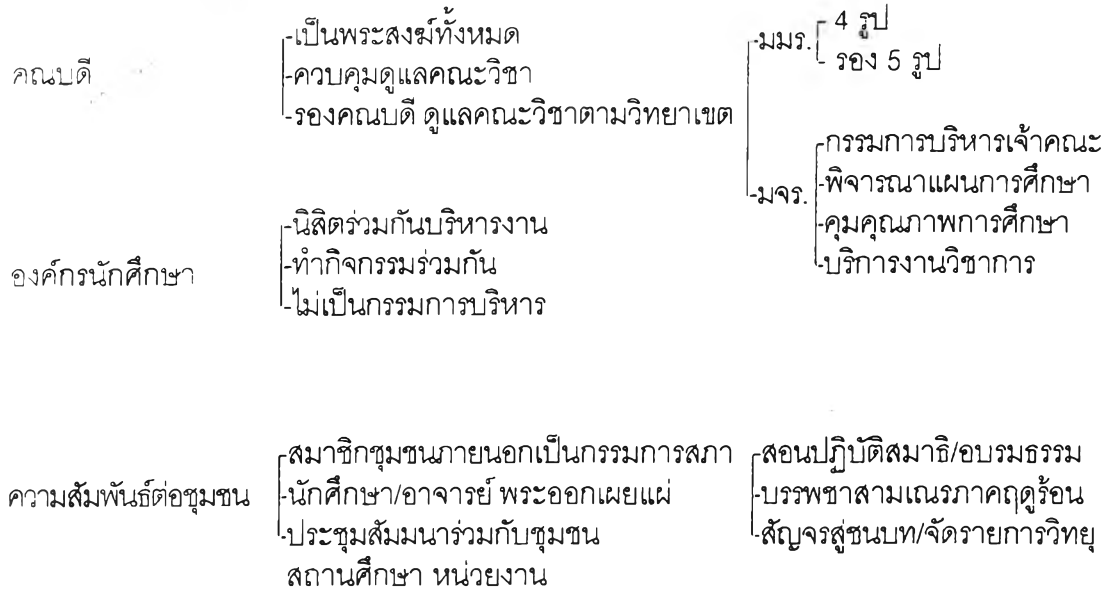 คณบดี
-เป็นพระสงฆ์ทั้งหมด
-ควบคุมดูแลคณะวิชา
-รองคณบดี ดูแลคณะวิชาตามวิทยาเขต
-มมร.
4 รูป
รอง 5 รูป
-มจร.
-กรรมการบริหารเจ้าคณะ
-พิจารณาแผนการศึกษา
-คุมคุณภาพการศึกษา
-บริการงานวิชาการ
องค์กรนักศึกษา
-นิสิตร่วมกันบริหารงาน
-ทำกิจกรรมร่วมกัน
-ไม่เป็นกรรมการบริหาร
ความสัมพันธ์ต่อชุมชน
-สมาชิกชุมชนภายนอกเป็นกรรมการสภา
-นักศึกษา/อาจารย์ พระออกเผยแผ่
-ประชุมสัมมนาร่วมกับชุมชน
สถานศึกษา หน่วยงาน
-สอนปฏิบัติสมาธิ/อบรมธรรม
-บรรพชาสามเณรภาคฤดูร้อน
-สัญจรสู่ชนบท/จัดรายการวิทยุ